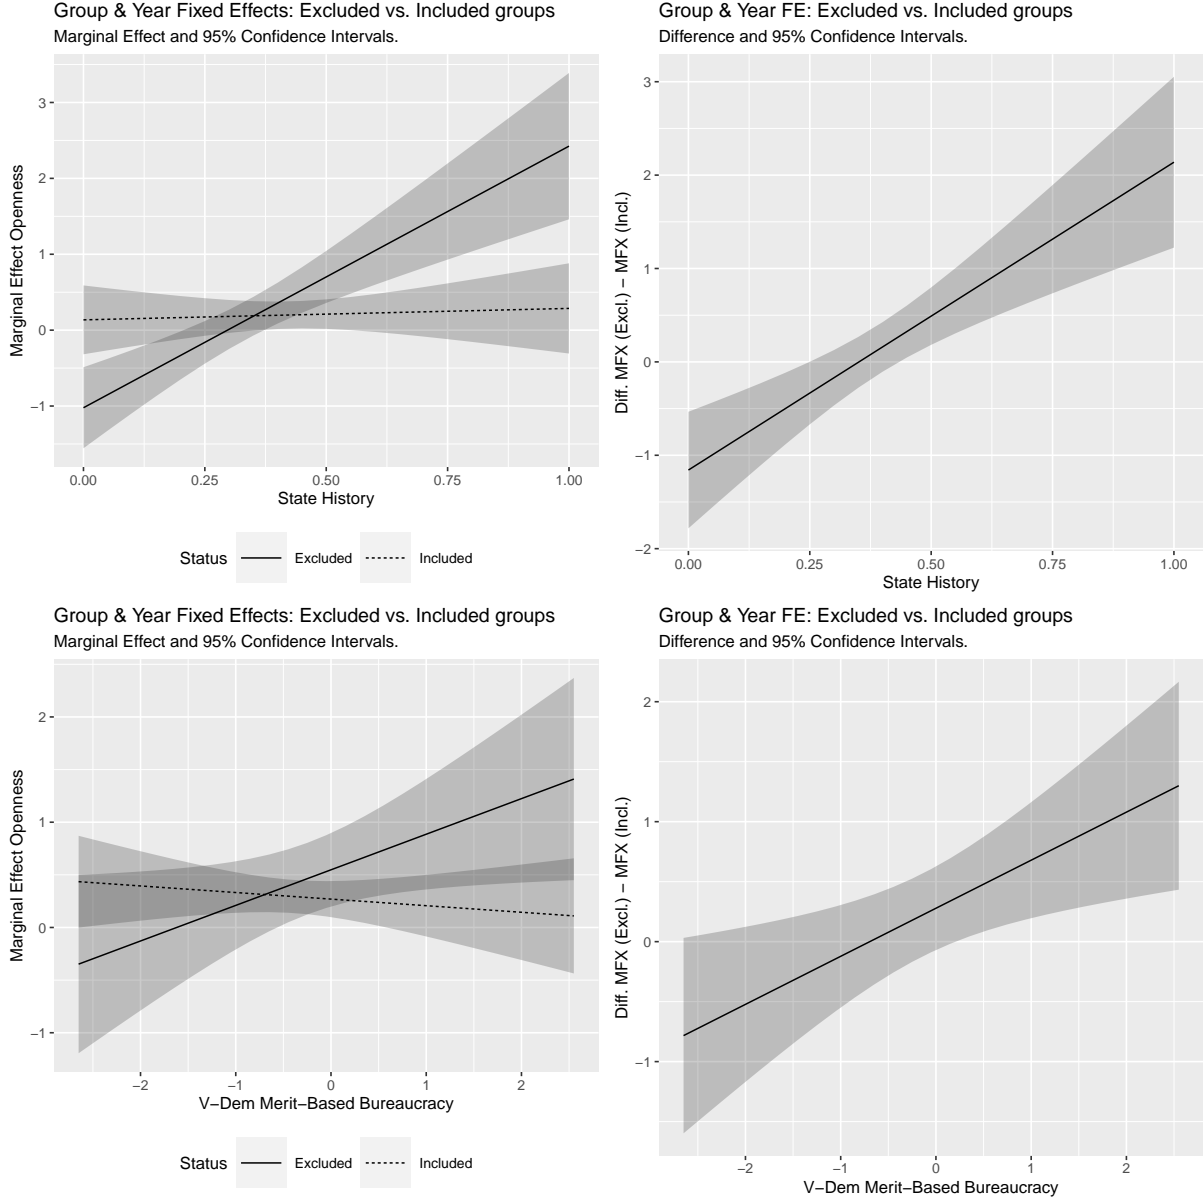 Group & Year Fixed Effects: Excluded vs. Included groups
Marginal Effect and 95% Confidence Intervals.
3
2
1
0
−1
Marginal Effect Openness
0.00 0.25 0.50 0.75 1.00
State History
Status Excluded Included
Group & Year FE: Excluded vs. Included groups
Difference and 95% Confidence Intervals.
3
2
1
0
−1
−2
Diff. MFX (Excl.) − MFX (Incl.)
0.00 0.25 0.50 0.75 1.00
State History
Group & Year Fixed Effects: Excluded vs. Included groups
Marginal Effect and 95% Confidence Intervals.
2
1
0
−1
Marginal Effect Openness
−2 −1 0 1 2
V−Dem Merit−Based Bureaucracy
Status Excluded Included
Group & Year FE: Excluded vs. Included groups
Difference and 95% Confidence Intervals.
2
1
0
−1
Diff. MFX (Excl.) − MFX (Incl.)
−2 −1 0 1 2
V−Dem Merit−Based Bureaucracy